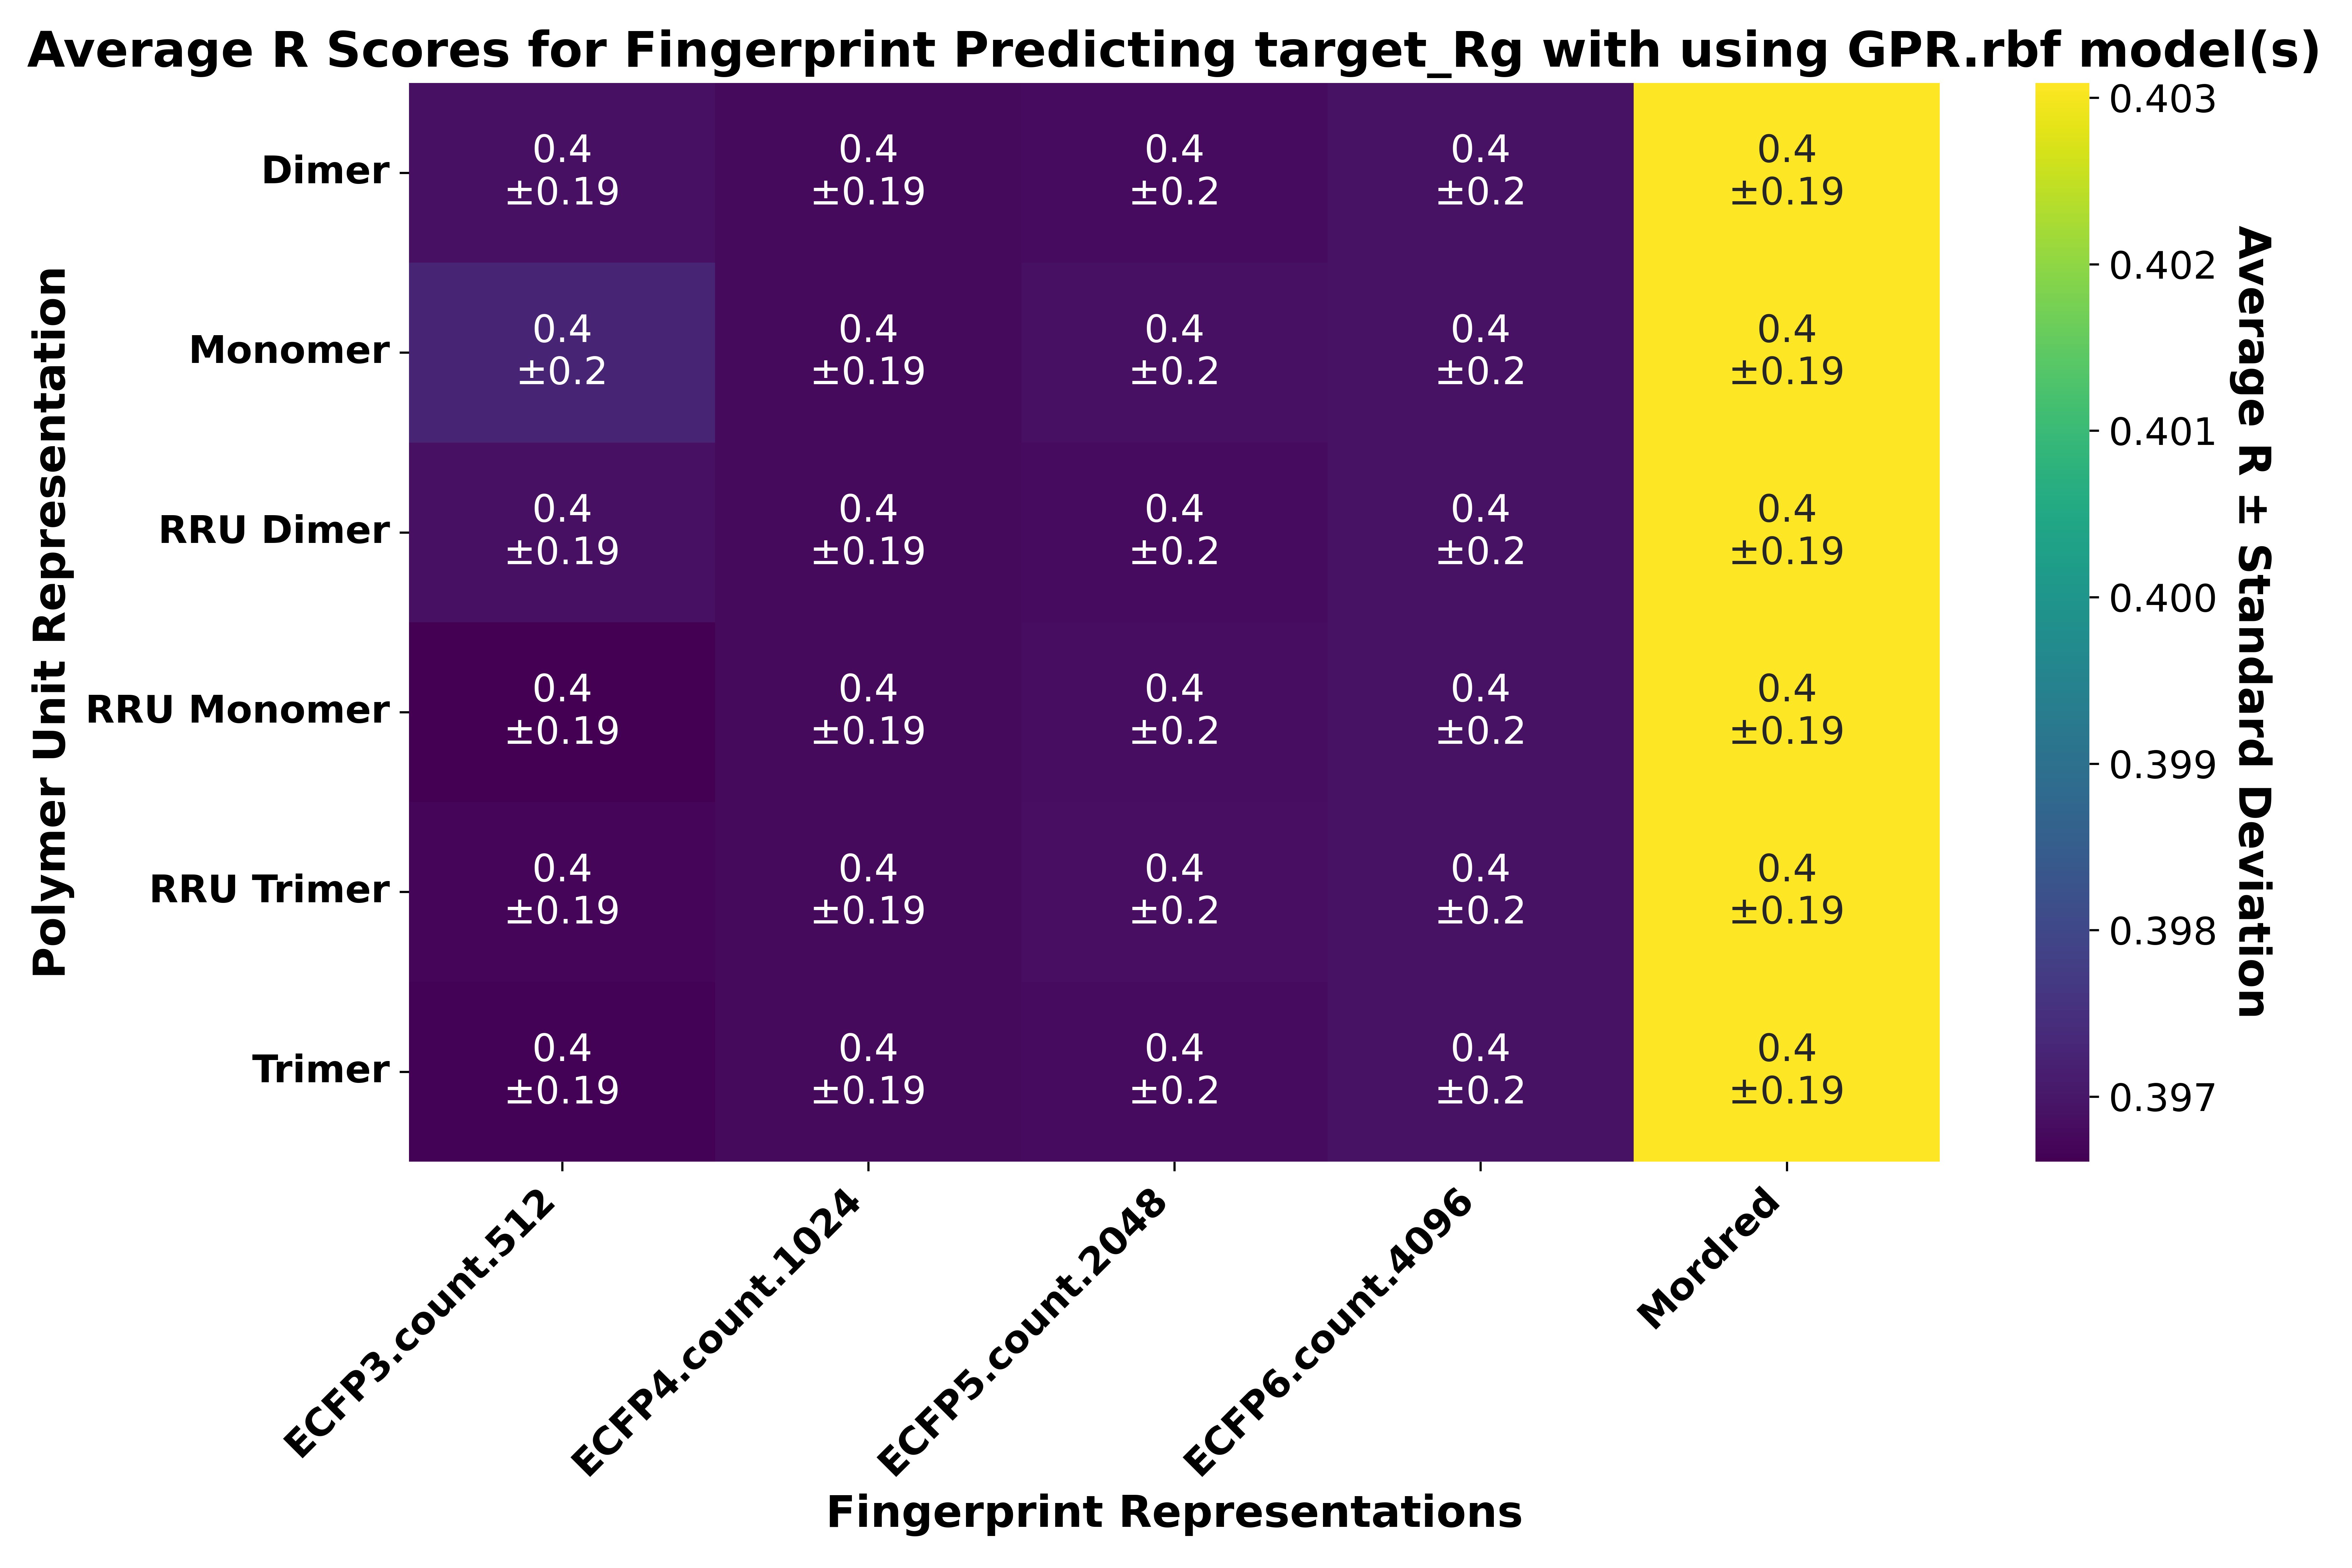 Average R Scores for Fingerprint Predicting target_Rg with using GPR.rbf model(s)
Polymer Unit Representation
Dimer
0.4 0.4 0.4 0.4 0.4
±0.19 ±0.19 ±0.2 ±0.2 ±0.19
Monomer
0.4 0.4 0.4 0.4 0.4
±0.2 ±0.19 ±0.2 ±0.2 ±0.19
RRU Dimer
0.4 0.4 0.4 0.4 0.4
±0.19 ±0.19 ±0.2 ±0.2 ±0.19
RRU Monomer
0.4 0.4 0.4 0.4 0.4
±0.19 ±0.19 ±0.2 ±0.2 ±0.19
RRU Trimer
0.4 0.4 0.4 0.4 0.4
±0.19 ±0.19 ±0.2 ±0.2 ±0.19
Trimer
0.4 0.4 0.4 0.4 0.4
±0.19 ±0.19 ±0.2 ±0.2 ±0.19
ECFP3.count.512
ECFP4.count.1024
ECFP5.count.2048
ECFP6.count.4096
Mordred
Fingerprint Representations
0.403
0.402
0.401
0.400
0.399
0.398
0.397
Average R ± Standard Deviation